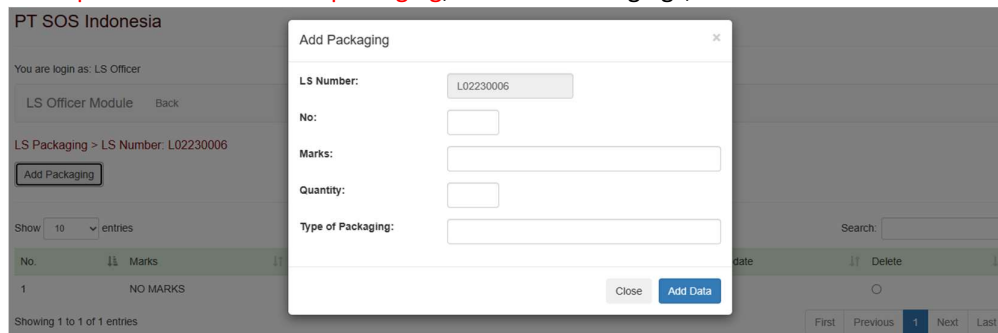 PT SOS Indonesia
You are login as: LS Officer
LS Officer Module Back
LS Packaging > LS Number: L02230006
Add Packaging
Add Packaging ×
LS Number: L02230006
No:
Marks:
Quantity:
Type of Packaging:
Close Add Data
Show 10 entries Search:
No. Marks Delete
1 NO MARKS
Showing 1 to 1 of 1 entries First Previous 1 Next Last